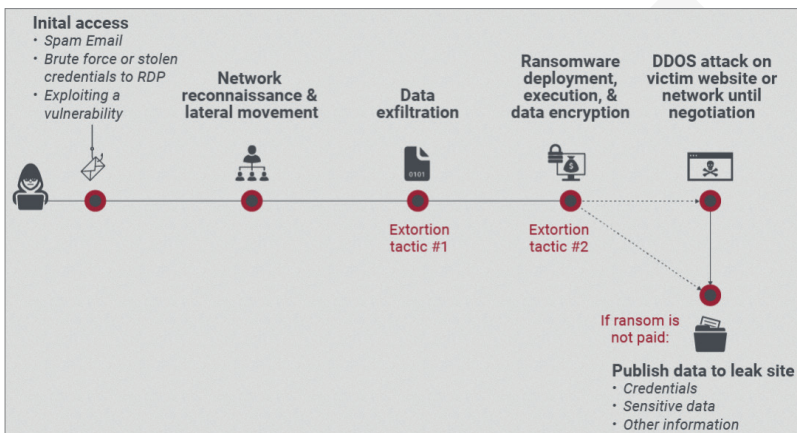 Inital access
• Spam Email
• Brute force or stolen
credentials to RDP
• Exploiting a
vulnerability
Network
reconnaissance &
lateral movement
Data
exfiltration
0101
Extortion
tactic #1
Ransomware
deployment,
execution, &
data encryption
$
Extortion
tactic #2
DDOS attack on
victim website or
network until
negotiation
If ransom is
not paid:
Publish data to leak site
• Credentials
• Sensitive data
• Other information